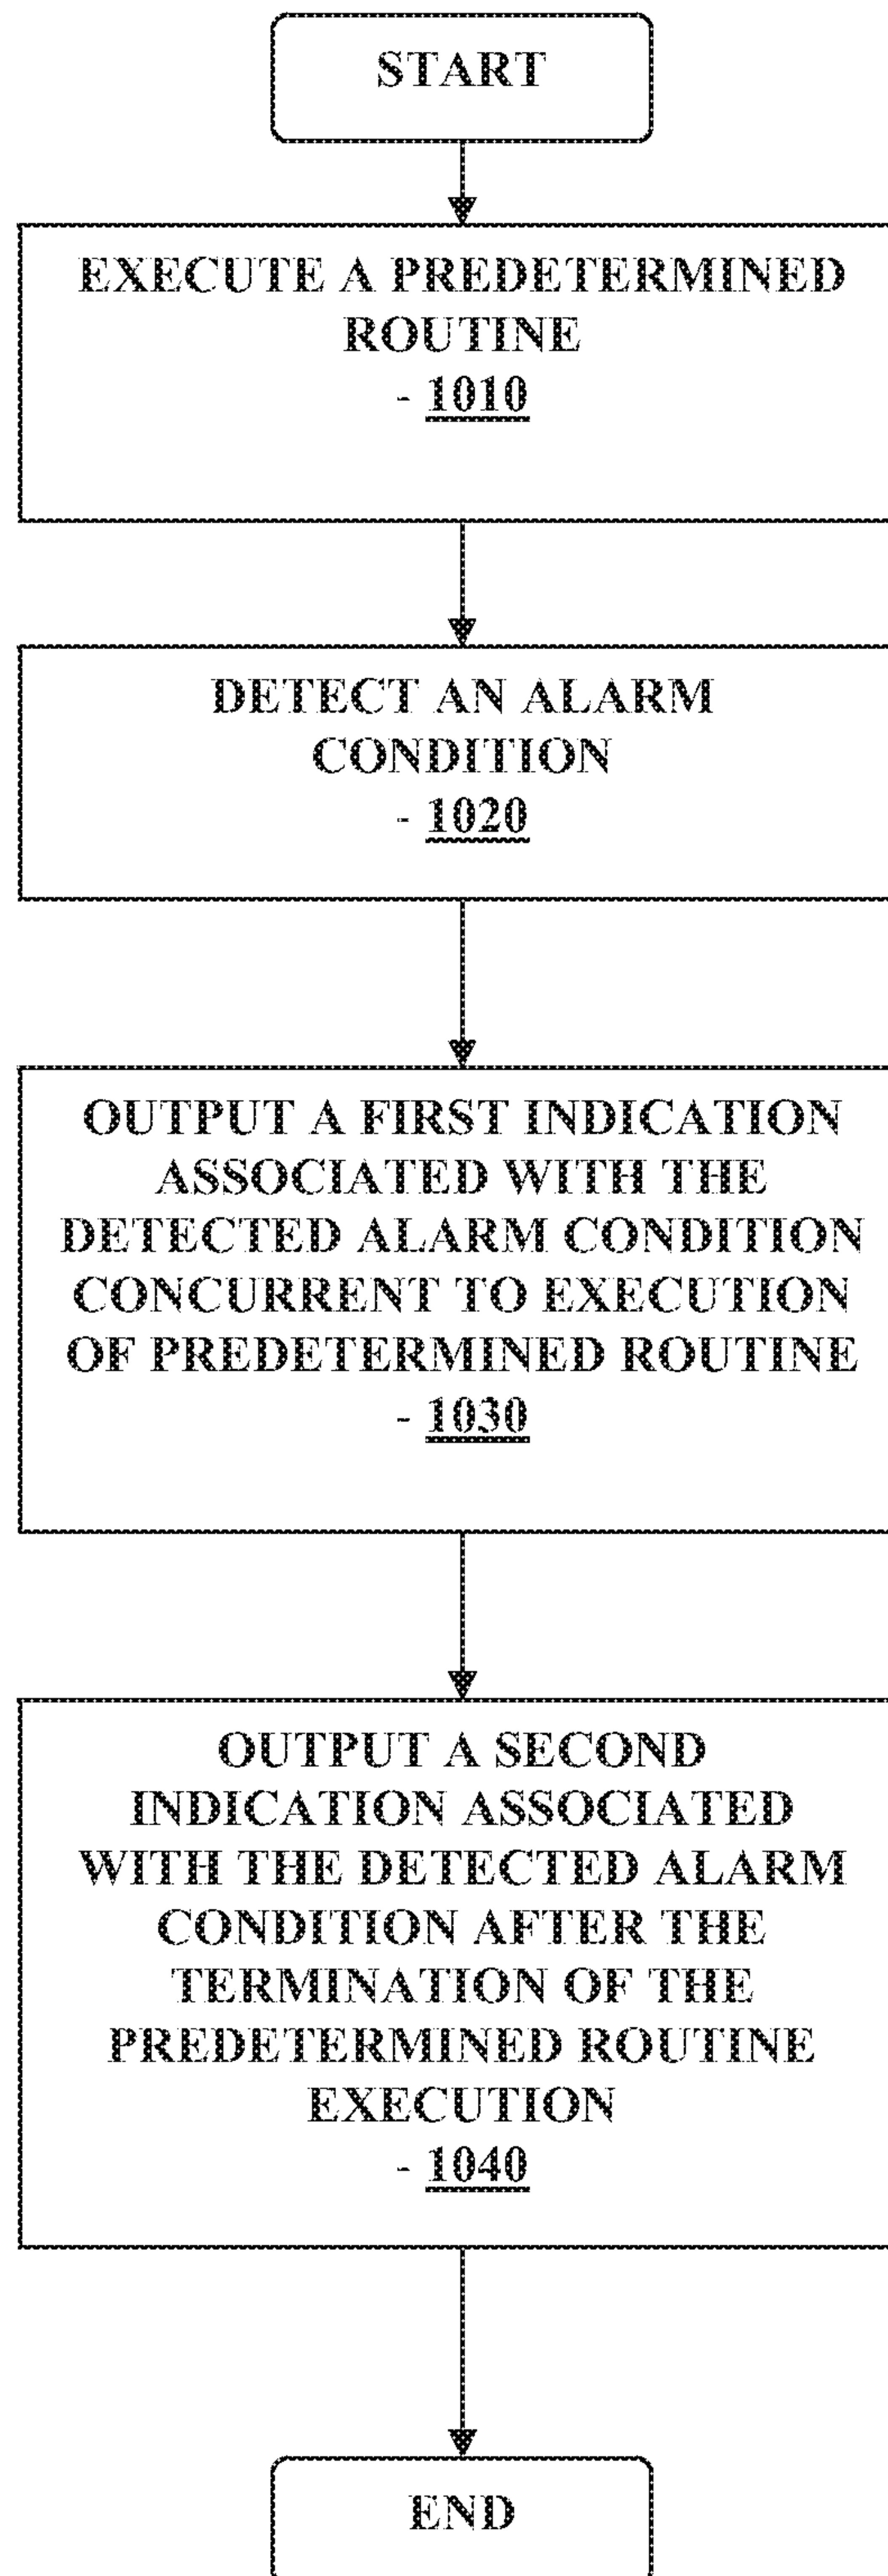 START
EXECUTE A PREDETERMINED
ROUTINE
- 1010
DETECT AN ALARM
CONDITION
- 1020
OUTPUT A FIRST INDICATION
ASSOCIATED WITH THE
DETECTED ALARM CONDITION
CONCURRENT TO EXECUTION
OF PREDETERMINED ROUTINE
- 1030
OUTPUT A SECOND
INDICATION ASSOCIATED
WITH THE DETECTED ALARM
CONDITION AFTER THE
TERMINATION OF THE
PREDETERMINED ROUTINE
EXECUTION
- 1040
END